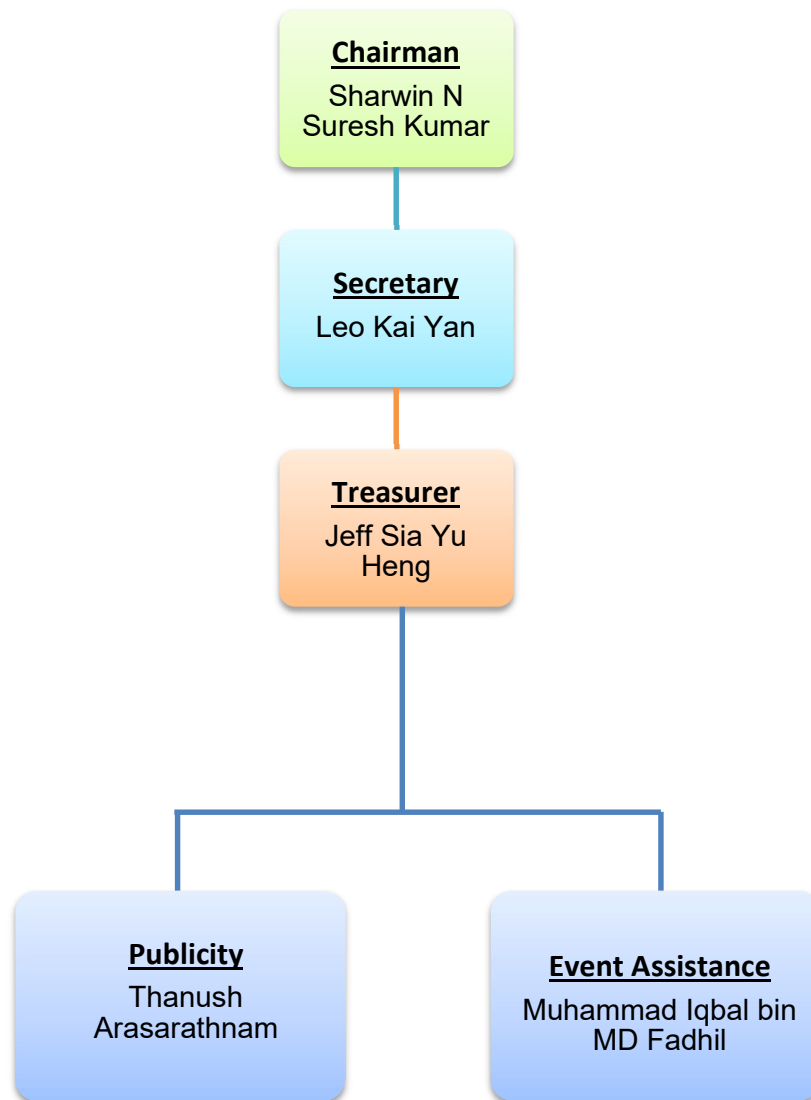 Chairman
Sharwin N
Suresh Kumar
Secretary
Leo Kai Yan
Treasurer
Jeff Sia Yu
Heng
Publicity
Thanush
Arasarathnam
Event Assistance
Muhammad Iqbal bin
MD Fadhil